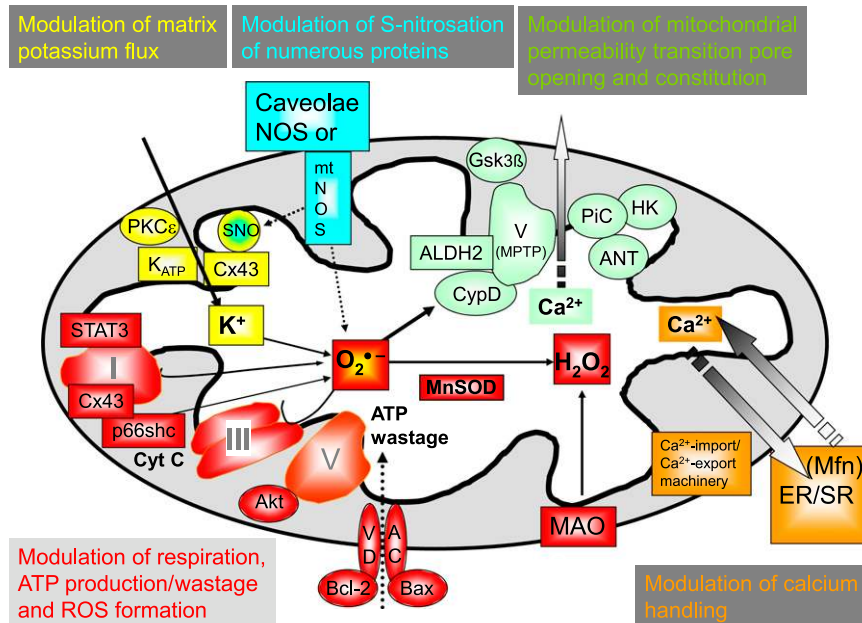 Modulation of matrix
potassium flux
Modulation of S-nitrosation
of numerous proteins
Modulation of mitochondrial
permeability transition pore
opening and constitution
Caveolae
NOS or
mt
N
O
S
Gsk3ß
PKCε
SNO
K_ATP
Cx43
V
(MPTP)
ALDH2
CypD
PiC
HK
ANT
Ca²⁺
Ca²⁺
K⁺
STAT3
I
Cx43
p66shc
Cyt C
O₂•−
MnSOD
H₂O₂
III
V
ATP
wastage
Akt
V
D
A
C
Bcl-2
Bax
MAO
Ca²⁺-import/
Ca²⁺-export
machinery
(Mfn)
ER/SR
Modulation of respiration,
ATP production/wastage
and ROS formation
Modulation of calcium
handling